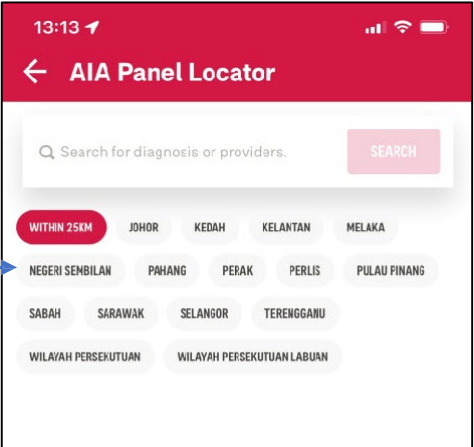 13:13
AIA Panel Locator
Search for diagnosis or providers.
SEARCH
WITHIN 25KM JOHOR KEDAH KELANTAN MELAKA
NEGERI SEMBILAN PAHANG PERAK PERLIS PULAU PINANG
SABAH SARAWAK SELANGOR TERENGGANU
WILAYAH PERSEKUTUAN WILAYAH PERSEKUTUAN LABUAN